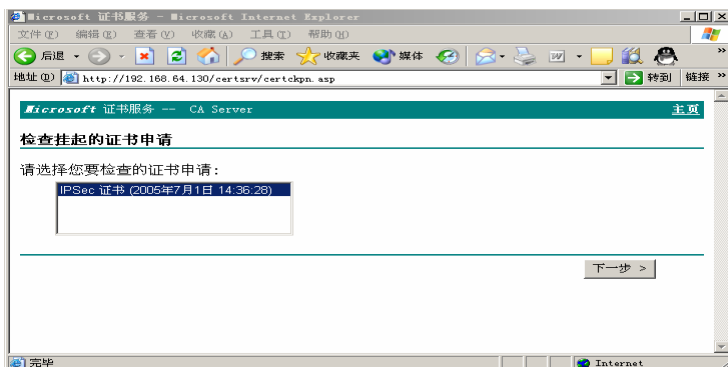 Microsoft 证书服务 - Microsoft Internet Explorer
文件(F) 编辑(E) 查看(V) 收藏(A) 工具(T) 帮助(H)
后退 搜索 收藏夹 媒体 »
地址(D) http://192.168.64.130/certsrv/certckpn.asp 转到 链接 »
Microsoft 证书服务 -- CA Server 主页
检查挂起的证书申请
请选择您要检查的证书申请:
IPSec 证书 (2005年7月1日 14:36:28)
下一步 >
完毕 Internet